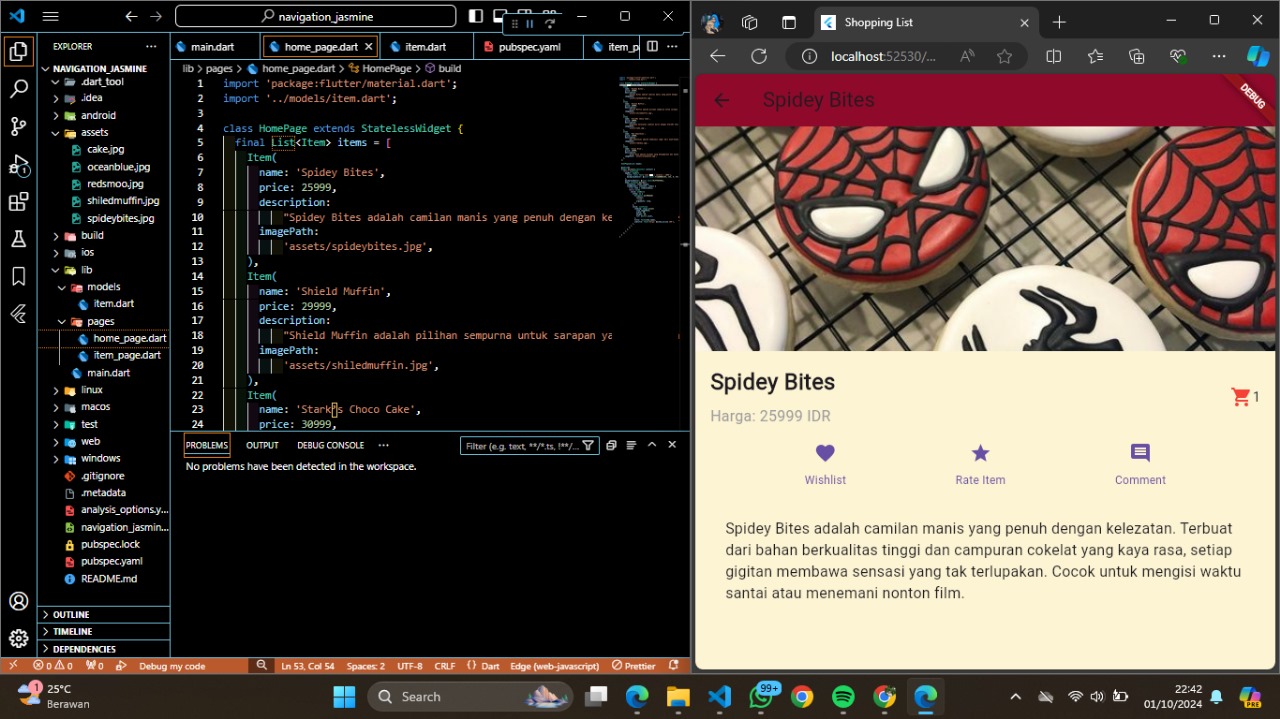 navigation_jasmine
EXPLORER
NAVIGATION_JASMINE
.dart_tool
.idea
android
assets
cake.jpg
oceanblue.jpg
redsmoo.jpg
shiledmuffin.jpg
spideybites.jpg
build
ios
lib
models
item.dart
pages
home_page.dart
item_page.dart
main.dart
linux
macos
test
web
windows
.gitignore
.metadata
analysis_options.y...
navigation_jasmin...
pubspec.lock
pubspec.yaml
README.md
OUTLINE
TIMELINE
DEPENDENCIES
main.dart
home_page.dart
item.dart
pubspec.yaml
item_p
lib > pages > home_page.dart > HomePage > build
1 import 'package:flutter/material.dart';
2 import '../models/item.dart';
3
4 class HomePage extends StatelessWidget {
5 final List<Item> items = [
6 Item(
7 name: 'Spidey Bites',
8 price: 25999,
9 description:
10 "Spidey Bites adalah camilan manis yang penuh dengan ke
11 imagePath:
12 'assets/spideybites.jpg',
13 ),
14 Item(
15 name: 'Shield Muffin',
16 price: 29999,
17 description:
18 "Shield Muffin adalah pilihan sempurna untuk sarapan ya
19 imagePath:
20 'assets/shiledmuffin.jpg',
21 ),
22 Item(
23 name: 'Stark's Choco Cake',
24 price: 30999,
PROBLEMS
OUTPUT
DEBUG CONSOLE
Filter (e.g. text, **/*.ts, !**/...
No problems have been detected in the workspace.
0 0
0
Debug my code
Ln 53, Col 54
Spaces: 2
UTF-8
CRLF
{} Dart
Edge (web-javascript)
Prettier
1
Shopping List
localhost:52530/...
Spidey Bites
DEBUG
Spidey Bites
1
Harga: 25999 IDR
Wishlist
Rate Item
Comment
Spidey Bites adalah camilan manis yang penuh dengan kelezatan. Terbuat
dari bahan berkualitas tinggi dan campuran cokelat yang kaya rasa, setiap
gigitan membawa sensasi yang tak terlupakan. Cocok untuk mengisi waktu
santai atau menemani nonton film.
1
25°C
Berawan
Search
99+
22:42
01/10/2024
PRE